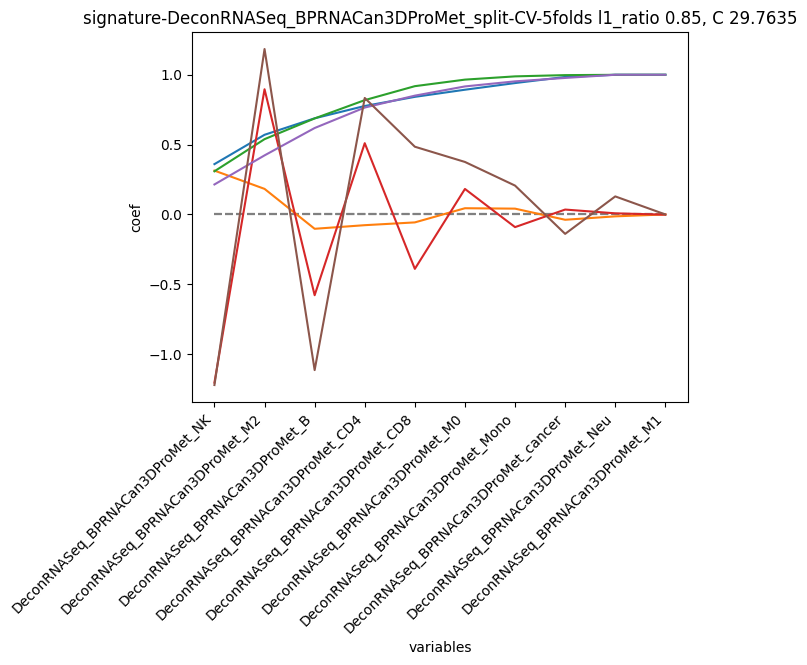 signature-DeconRNASeq_BPRNACan3DProMet_split-CV-5folds l1_ratio 0.85, C 29.7635
coef
1.0
0.5
0.0
−0.5
−1.0
DeconRNASeq_BPRNACan3DProMet_NK
DeconRNASeq_BPRNACan3DProMet_M2
DeconRNASeq_BPRNACan3DProMet_B
DeconRNASeq_BPRNACan3DProMet_CD4
DeconRNASeq_BPRNACan3DProMet_CD8
DeconRNASeq_BPRNACan3DProMet_M0
DeconRNASeq_BPRNACan3DProMet_Mono
DeconRNASeq_BPRNACan3DProMet_cancer
DeconRNASeq_BPRNACan3DProMet_Neu
DeconRNASeq_BPRNACan3DProMet_M1
variables